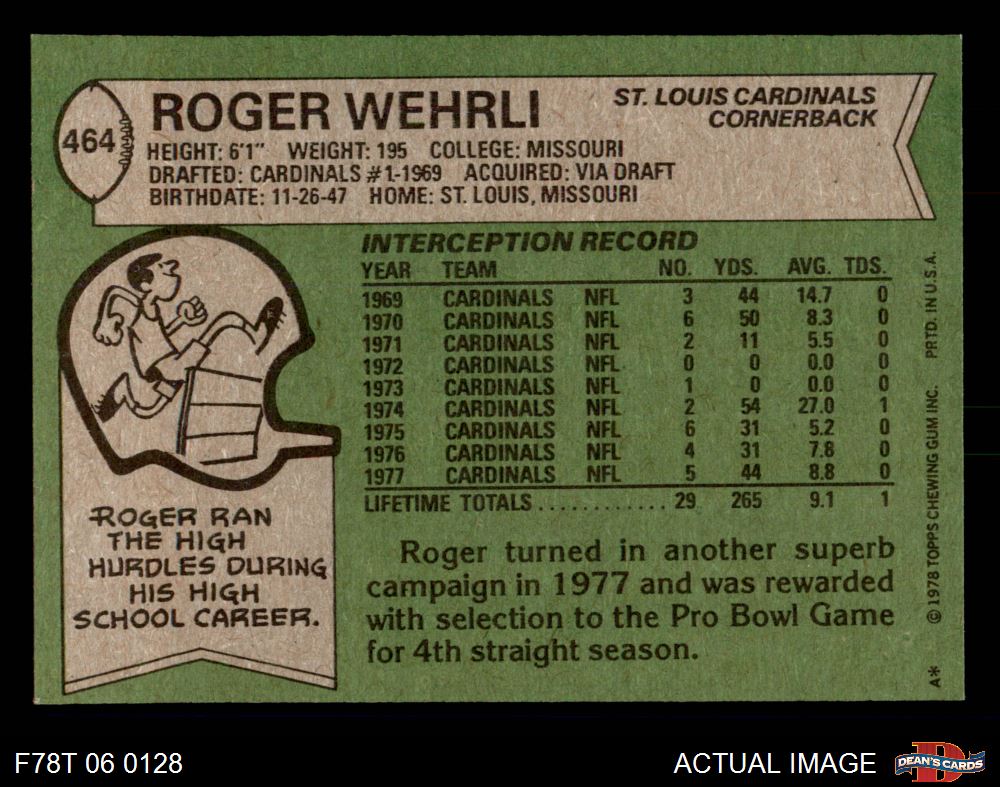 464
ROGER WEHRLI
ST. LOUIS CARDINALS
CORNERBACK
HEIGHT: 6'1" WEIGHT: 195 COLLEGE: MISSOURI
DRAFTED: CARDINALS #1-1969 ACQUIRED: VIA DRAFT
BIRTHDATE: 11-26-47 HOME: ST. LOUIS, MISSOURI
INTERCEPTION RECORD
YEAR TEAM NO. YDS. AVG. TDS.
1969 CARDINALS NFL 3 44 14.7 0
1970 CARDINALS NFL 6 50 8.3 0
1971 CARDINALS NFL 2 11 5.5 0
1972 CARDINALS NFL 0 0 0.0 0
1973 CARDINALS NFL 1 0 0.0 0
1974 CARDINALS NFL 2 54 27.0 1
1975 CARDINALS NFL 6 31 5.2 0
1976 CARDINALS NFL 4 31 7.8 0
1977 CARDINALS NFL 5 44 8.8 0
LIFETIME TOTALS ............ 29 265 9.1 1
ROGER RAN
THE HIGH
HURDLES DURING
HIS HIGH
SCHOOL CAREER.
Roger turned in another superb
campaign in 1977 and was rewarded
with selection to the Pro Bowl Game
for 4th straight season.
A* © 1978 TOPPS CHEWING GUM INC. PRTD. IN U.S.A.
F78T 06 0128
ACTUAL IMAGE
DEAN'S CARDS